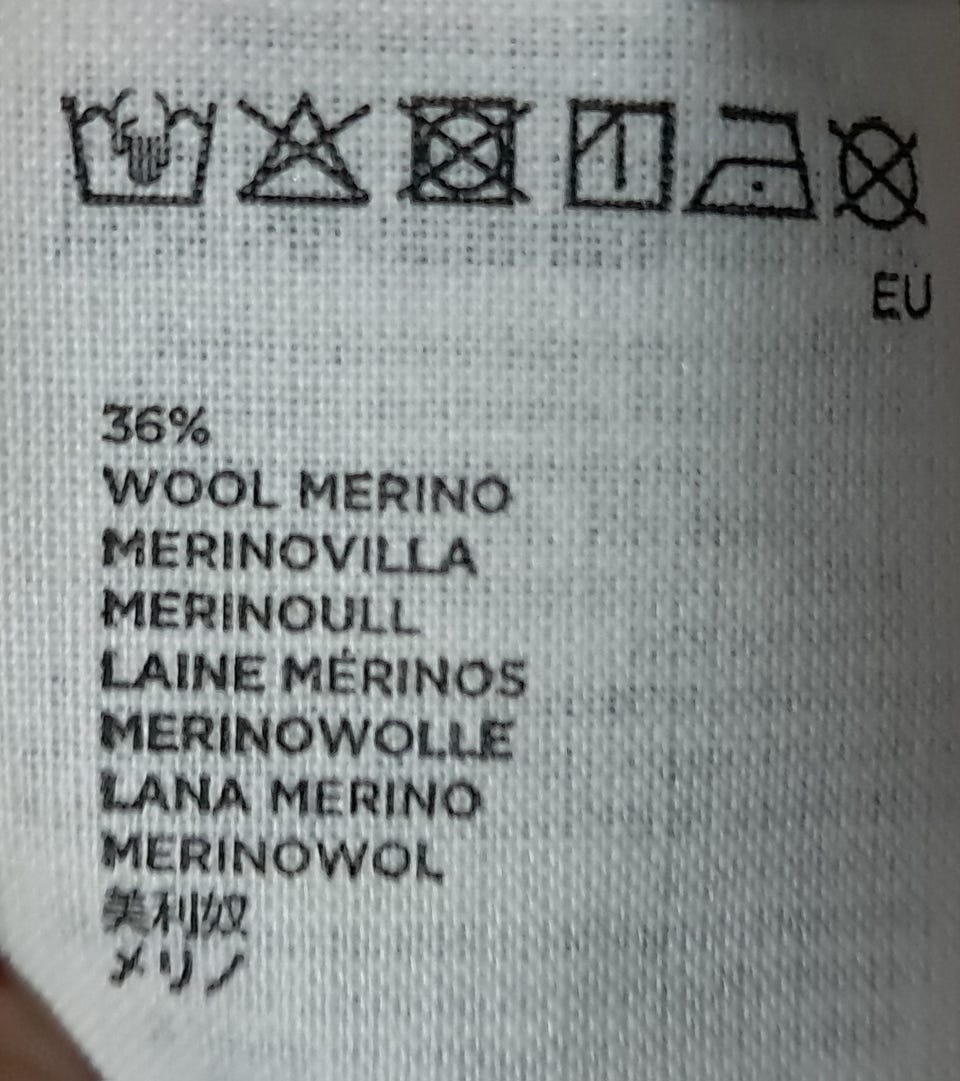 EU
36%
WOOL MERINO
MERINOVILLA
MERINOULL
LAINE MÉRINOS
MERINOWOLLE
LANA MERINO
MERINOWOL
美利奴
メリノ